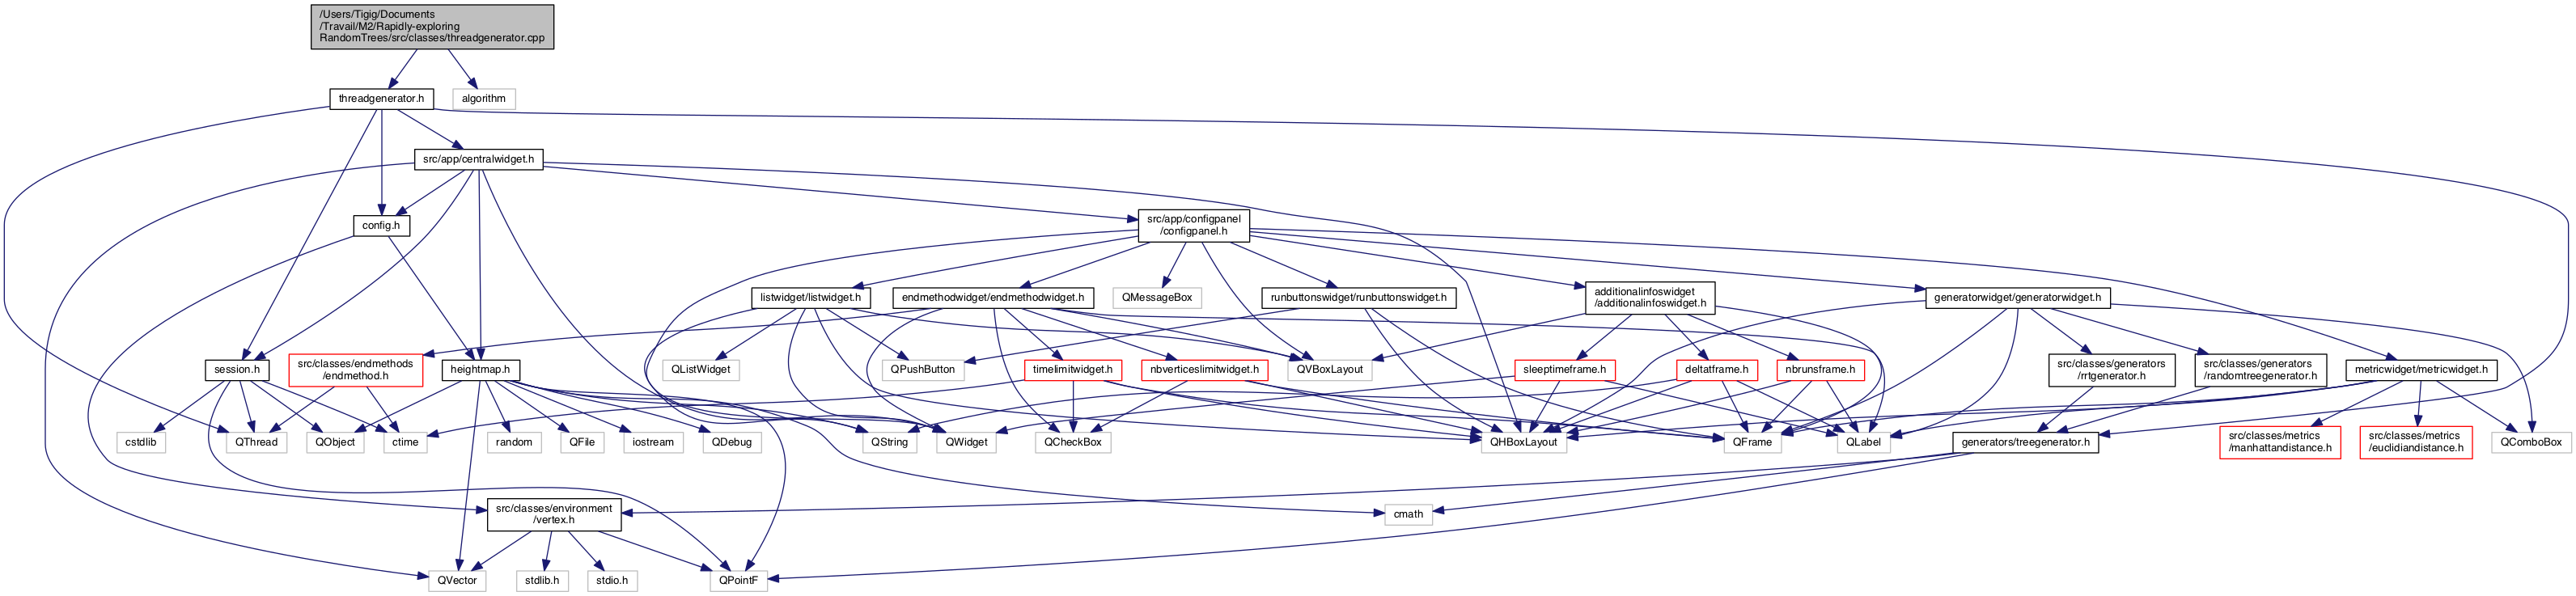 /Users/Tigig/Documents
/Travail/M2/Rapidly-exploring
RandomTrees/src/classes/threadgenerator.cpp
threadgenerator.h
algorithm
src/app/centralwidget.h
config.h
src/app/configpanel
/configpanel.h
listwidget/listwidget.h
endmethodwidget/endmethodwidget.h
QMessageBox
runbuttonswidget/runbuttonswidget.h
additionalinfoswidget
/additionalinfoswidget.h
generatorwidget/generatorwidget.h
session.h
src/classes/endmethods
/endmethod.h
heightmap.h
QListWidget
QPushButton
timelimitwidget.h
nbverticeslimitwidget.h
QVBoxLayout
sleeptimeframe.h
deltaframe.h
nbrunsframe.h
src/classes/generators
/rrtgenerator.h
src/classes/generators
/randomtreegenerator.h
metricwidget/metricwidget.h
cstdlib
QThread
QObject
ctime
random
QFile
iostream
QDebug
QString
QWidget
QCheckBox
QHBoxLayout
QFrame
QLabel
generators/treegenerator.h
src/classes/metrics
/manhattandistance.h
src/classes/metrics
/euclidiandistance.h
QComboBox
src/classes/environment
/vertex.h
cmath
QVector
stdlib.h
stdio.h
QPointF